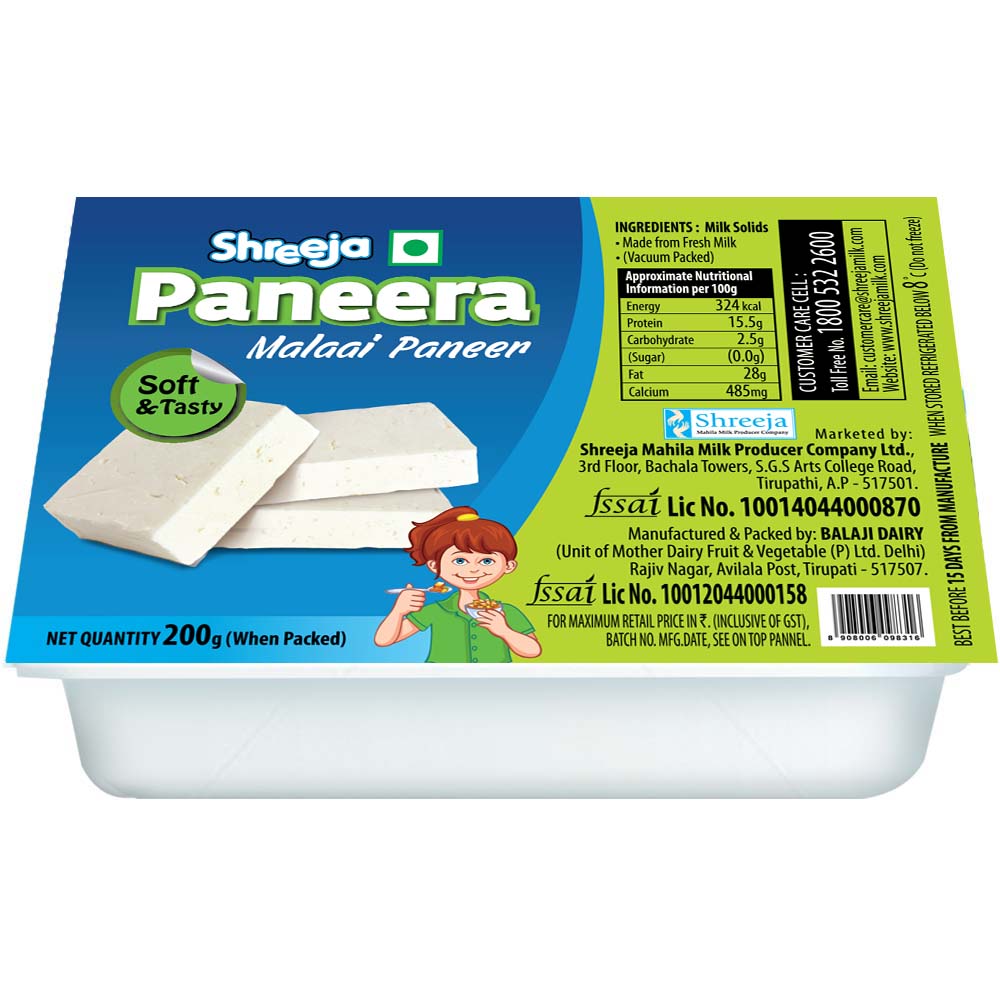 Shreeja
Paneera
Malaai Paneer
Soft
&Tasty
NET QUANTITY 200g (When Packed)
INGREDIENTS : Milk Solids
• Made from Fresh Milk
• (Vacuum Packed)
Approximate Nutritional
Information per 100g
Energy 324 kcal
Protein 15.5g
Carbohydrate 2.5g
(Sugar) (0.0g)
Fat 28g
Calcium 485mg
CUSTOMER CARE CELL :
Toll Free No. 1800 532 2600
Email: customercare@shreejamilk.com
Website: www.shreejamilk.com
Shreeja
Mahila Milk Producer Company
Marketed by:
Shreeja Mahila Milk Producer Company Ltd.,
3rd Floor, Bachala Towers, S.G.S Arts College Road,
Tirupathi, A.P - 517501.
fssai Lic No. 10014044000870
Manufactured & Packed by: BALAJI DAIRY
(Unit of Mother Dairy Fruit & Vegetable (P) Ltd. Delhi)
Rajiv Nagar, Avilala Post, Tirupati - 517507.
fssai Lic No. 10012044000158
FOR MAXIMUM RETAIL PRICE IN ₹. (INCLUSIVE OF GST),
BATCH NO. MFG.DATE, SEE ON TOP PANNEL.
8 908006 098316
BEST BEFORE 15 DAYS FROM MANUFACTURE WHEN STORED REFRIGERATED BELOW 8°C (Do not freeze)